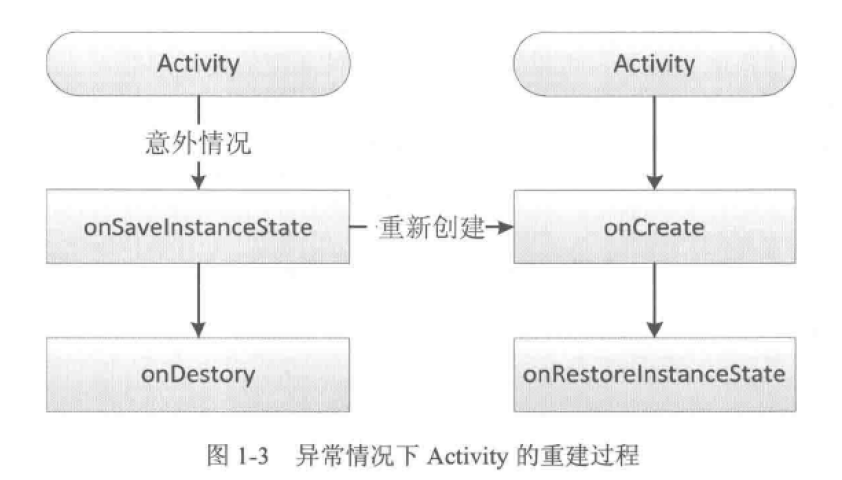 Activity
Activity
意外情况
onSaveInstanceState
重新创建
onCreate
onDestory
onRestoreInstanceState
图 1-3 异常情况下 Activity 的重建过程